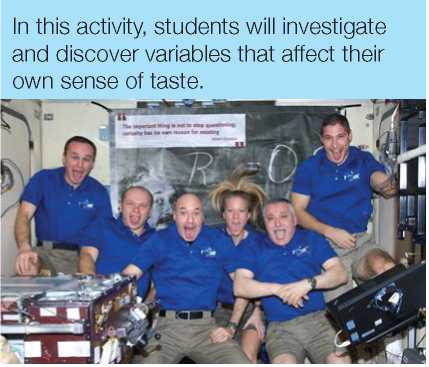 In this activity, students will investigate
and discover variables that affect their
own sense of taste.
The important thing is not to stop questioning;
curiosity has its own reason for existing